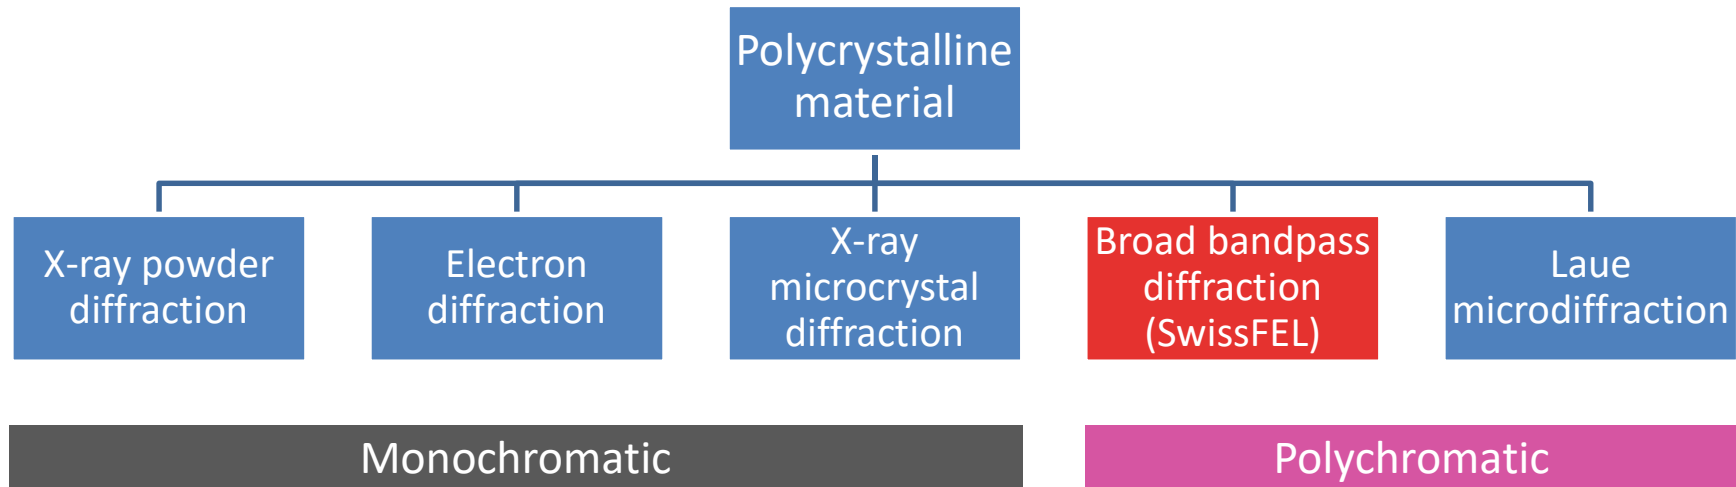 Polycrystalline
material
X-ray powder
diffraction
Electron
diffraction
X-ray
microcrystal
diffraction
Broad bandpass
diffraction
(SwissFEL)
Laue
microdiffraction
Monochromatic
Polychromatic